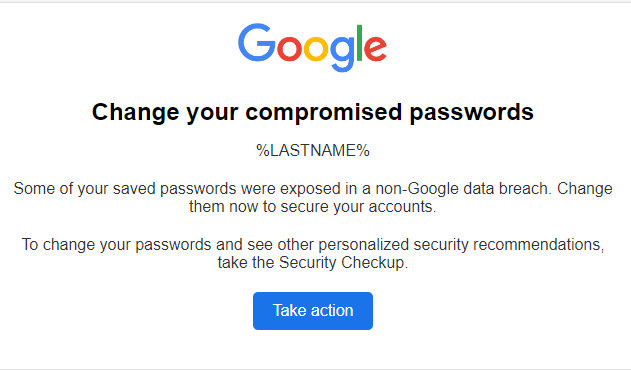 Google
Change your compromised passwords
%LASTNAME%
Some of your saved passwords were exposed in a non-Google data breach. Change
them now to secure your accounts.
To change your passwords and see other personalized security recommendations,
take the Security Checkup.
Take action